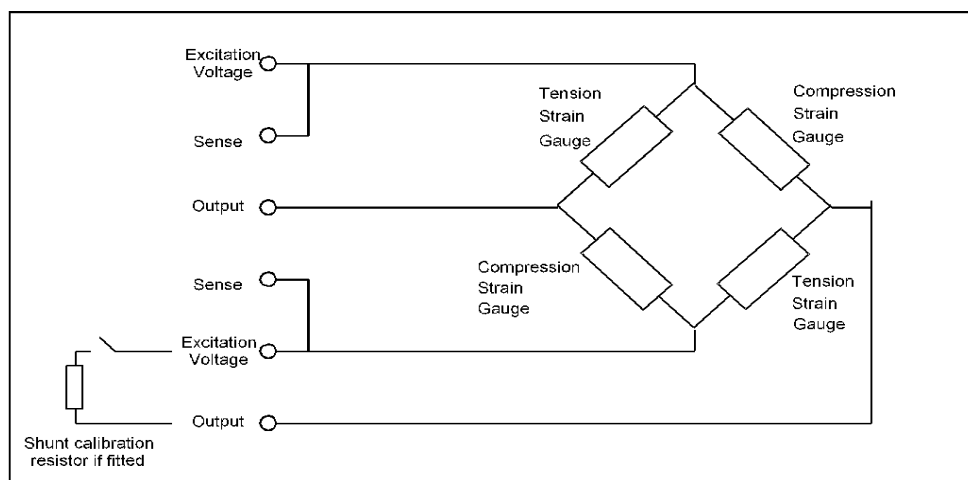 Excitation
Voltage
Sense
Output
Sense
Excitation
Voltage
Output
Shunt calibration
resistor if fitted
Tension
Strain
Gauge
Compression
Strain
Gauge
Compression
Strain
Gauge
Tension
Strain
Gauge